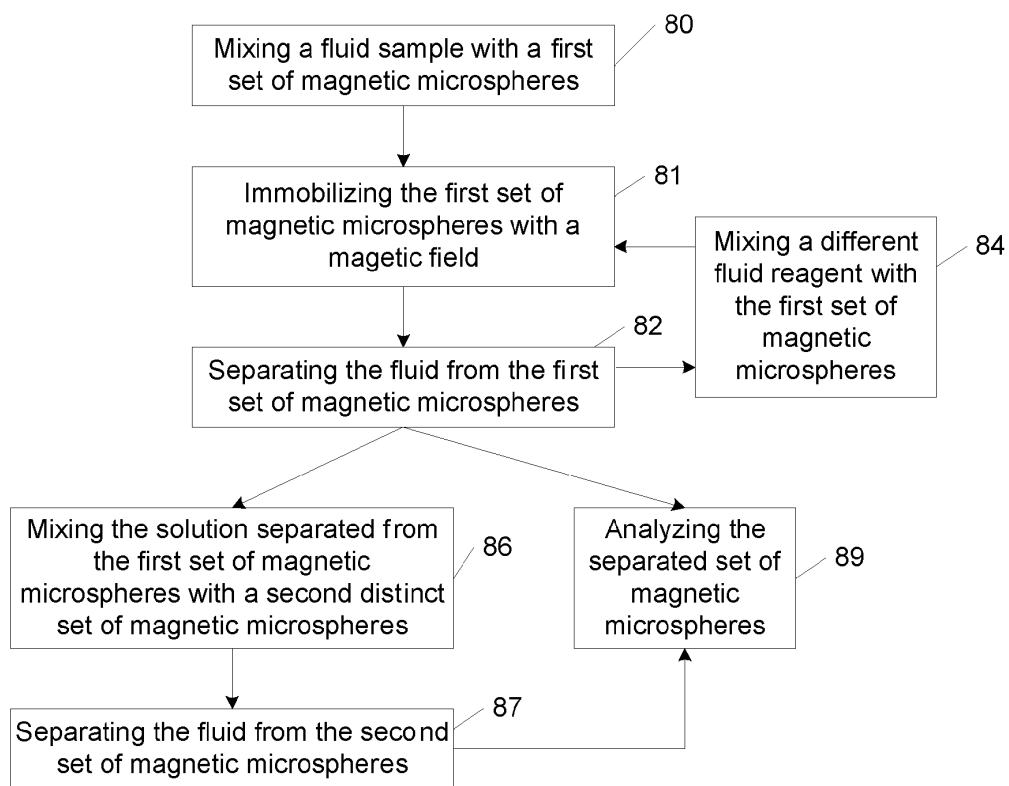 80
Mixing a fluid sample with a first
set of magnetic microspheres
81
Immobilizing the first set of
magnetic microspheres with a
magetic field
84
Mixing a different
fluid reagent with
the first set of
magnetic
microspheres
82
Separating the fluid from the first
set of magnetic microspheres
86
Mixing the solution separated from
the first set of magnetic
microspheres with a second distinct
set of magnetic microspheres
89
Analyzing the
separated set of
magnetic
microspheres
87
Separating the fluid from the second
set of magnetic microspheres